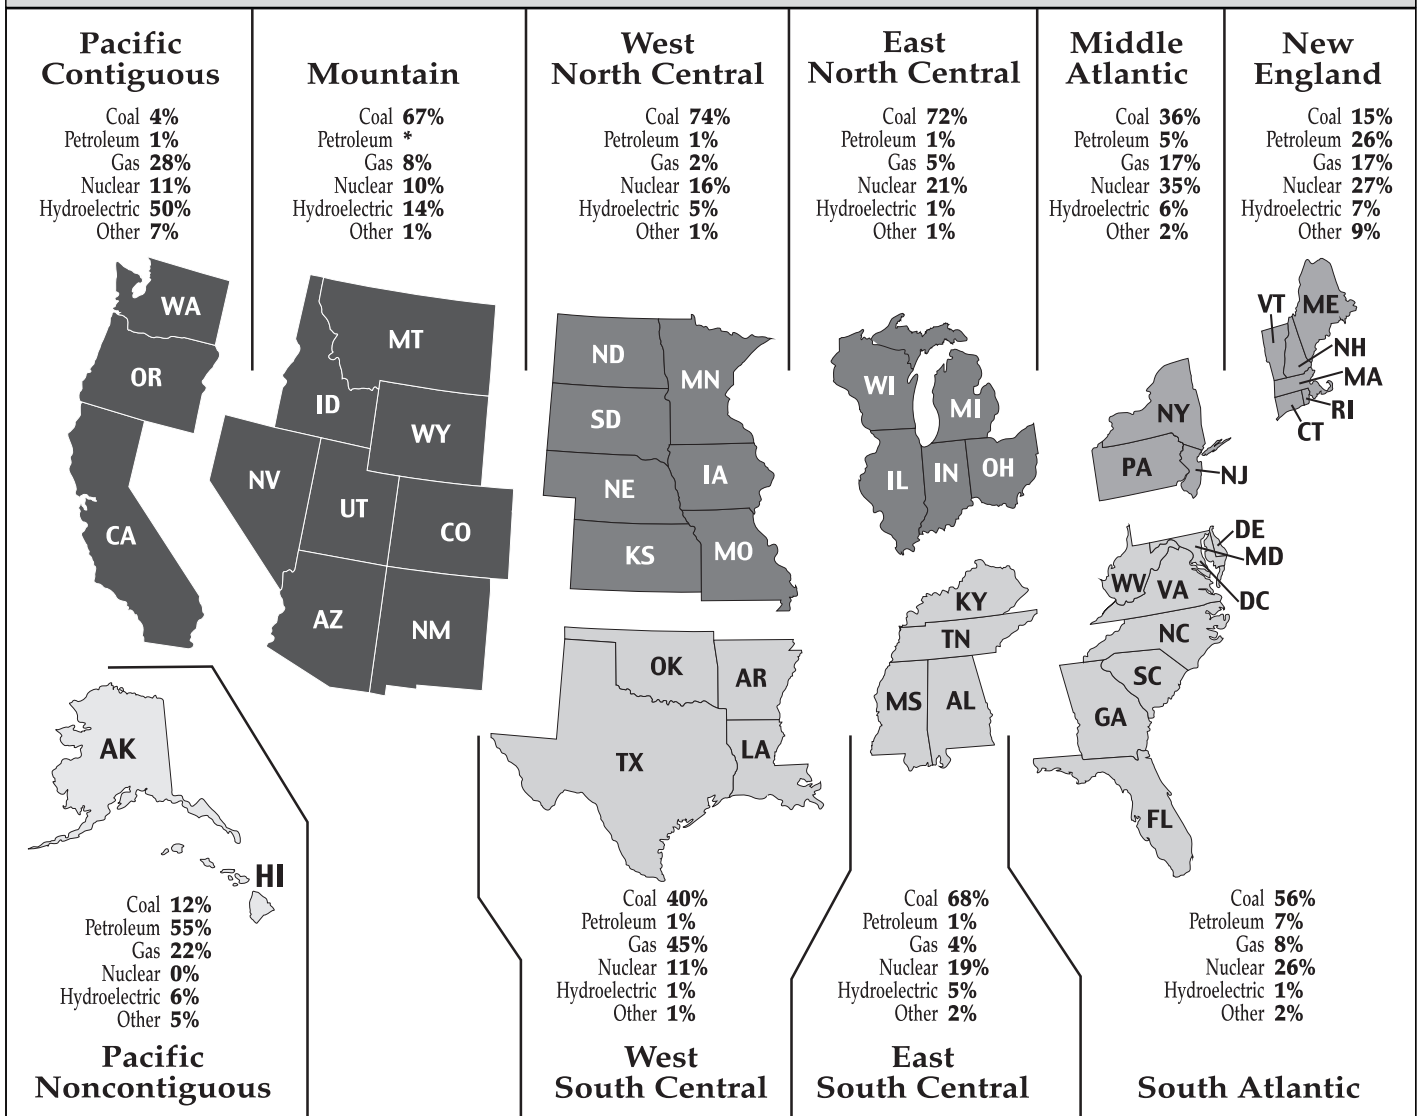 Pacific
Contiguous
Coal 4%
Petroleum 1%
Gas 28%
Nuclear 11%
Hydroelectric 50%
Other 7%
WA
OR
CA
Mountain
Coal 67%
Petroleum *
Gas 8%
Nuclear 10%
Hydroelectric 14%
Other 1%
MT
ID
WY
NV
UT
CO
AZ
NM
West
North Central
Coal 74%
Petroleum 1%
Gas 2%
Nuclear 16%
Hydroelectric 5%
Other 1%
ND
MN
SD
NE
IA
KS
MO
East
North Central
Coal 72%
Petroleum 1%
Gas 5%
Nuclear 21%
Hydroelectric 1%
Other 1%
WI
MI
IL
IN
OH
Middle
Atlantic
Coal 36%
Petroleum 5%
Gas 17%
Nuclear 35%
Hydroelectric 6%
Other 2%
NY
PA
NJ
New
England
Coal 15%
Petroleum 26%
Gas 17%
Nuclear 27%
Hydroelectric 7%
Other 9%
VT
ME
NH
MA
RI
CT
AK
HI
Coal 12%
Petroleum 55%
Gas 22%
Nuclear 0%
Hydroelectric 6%
Other 5%
Pacific
Noncontiguous
OK
AR
TX
LA
Coal 40%
Petroleum 1%
Gas 45%
Nuclear 11%
Hydroelectric 1%
Other 1%
West
South Central
KY
TN
MS
AL
Coal 68%
Petroleum 1%
Gas 4%
Nuclear 19%
Hydroelectric 5%
Other 2%
East
South Central
DE
MD
WV
VA
DC
NC
SC
GA
FL
Coal 56%
Petroleum 7%
Gas 8%
Nuclear 26%
Hydroelectric 1%
Other 2%
South Atlantic